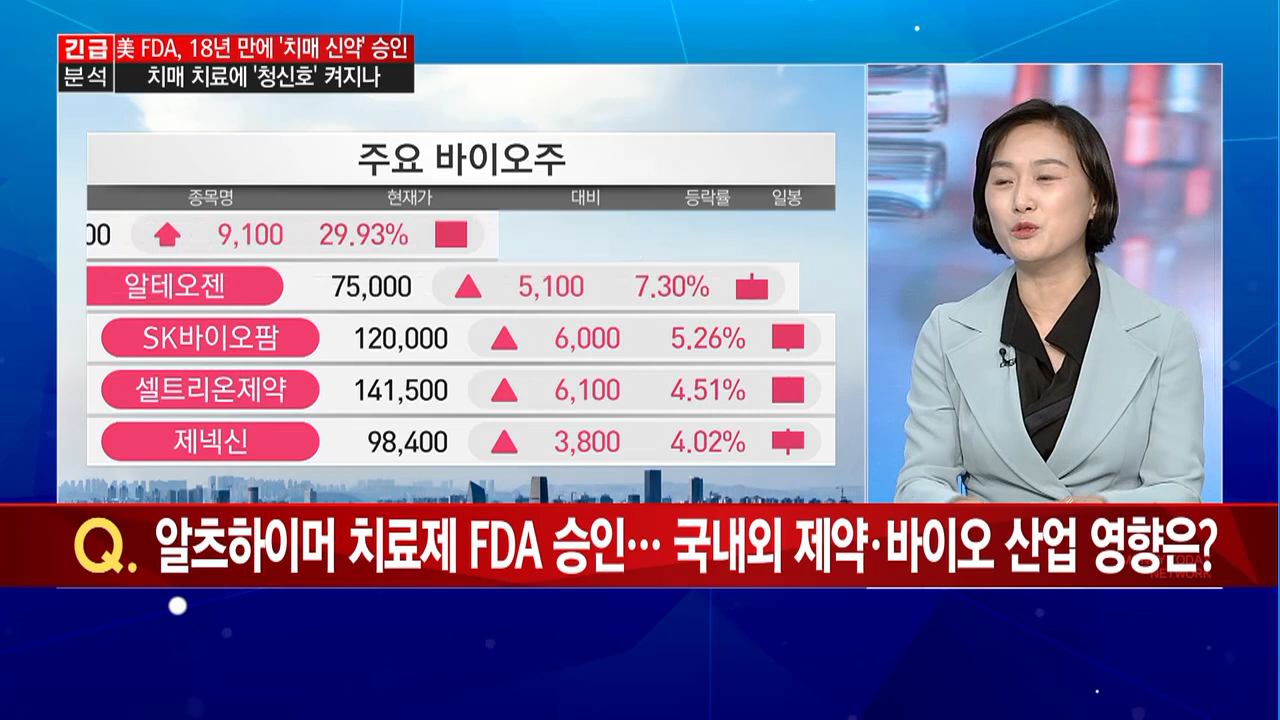 긴급 美 FDA, 18년 만에 '치매 신약' 승인
분석 치매 치료에 '청신호' 켜지나
주요 바이오주
종목명 현재가 대비 등락률 일봉
00 9,100 29.93%
알테오젠 75,000 5,100 7.30%
SK바이오팜 120,000 6,000 5.26%
셀트리온제약 141,500 6,100 4.51%
제넥신 98,400 3,800 4.02%
Q. 알츠하이머 치료제 FDA 승인… 국내외 제약·바이오 산업 영향은?
NETWORK